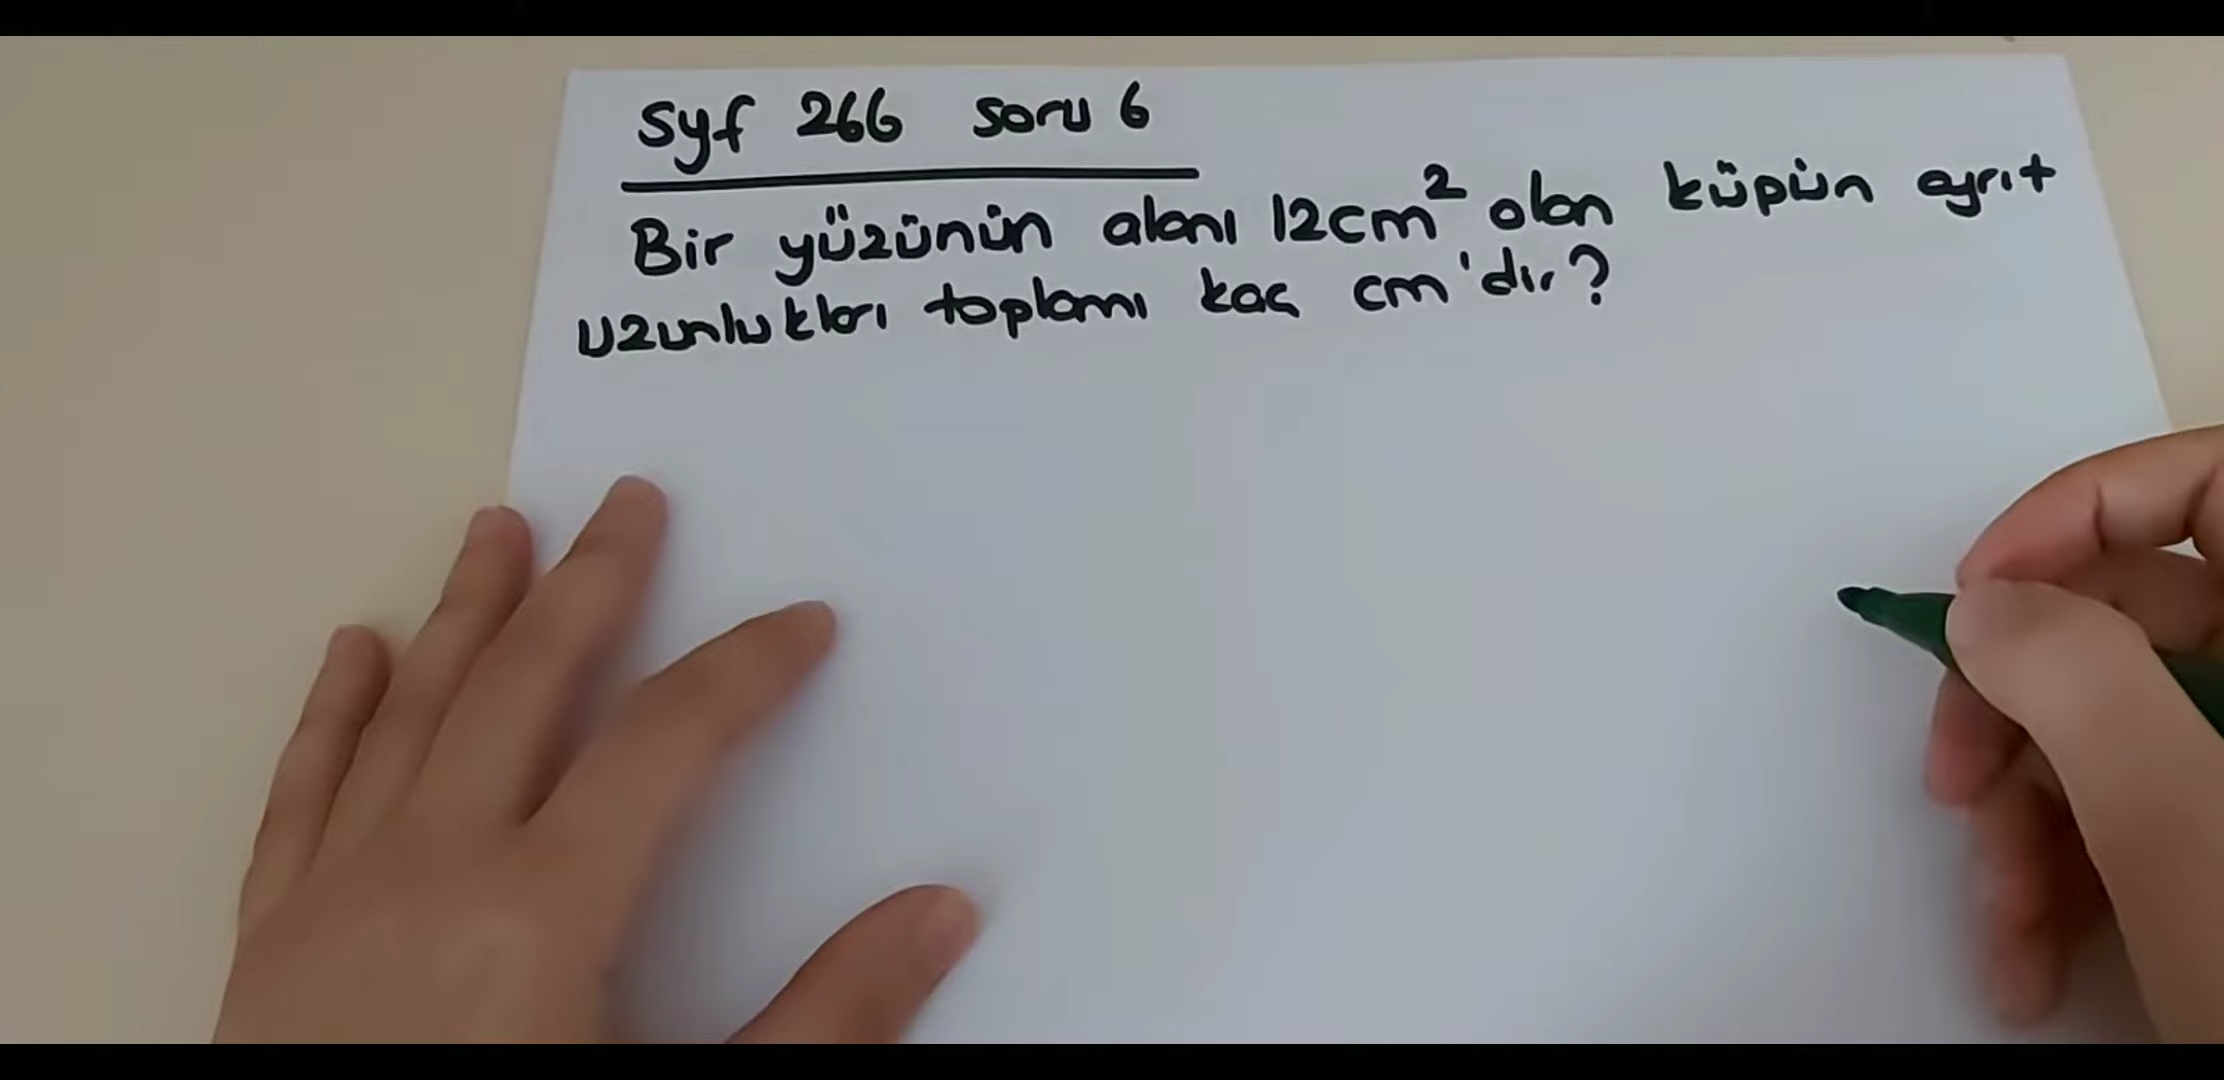 Syf 266 soru 6
Bir yüzünün alanı 12cm² olan küpün ayrıt
uzunlukları toplamı kaç cm'dir?